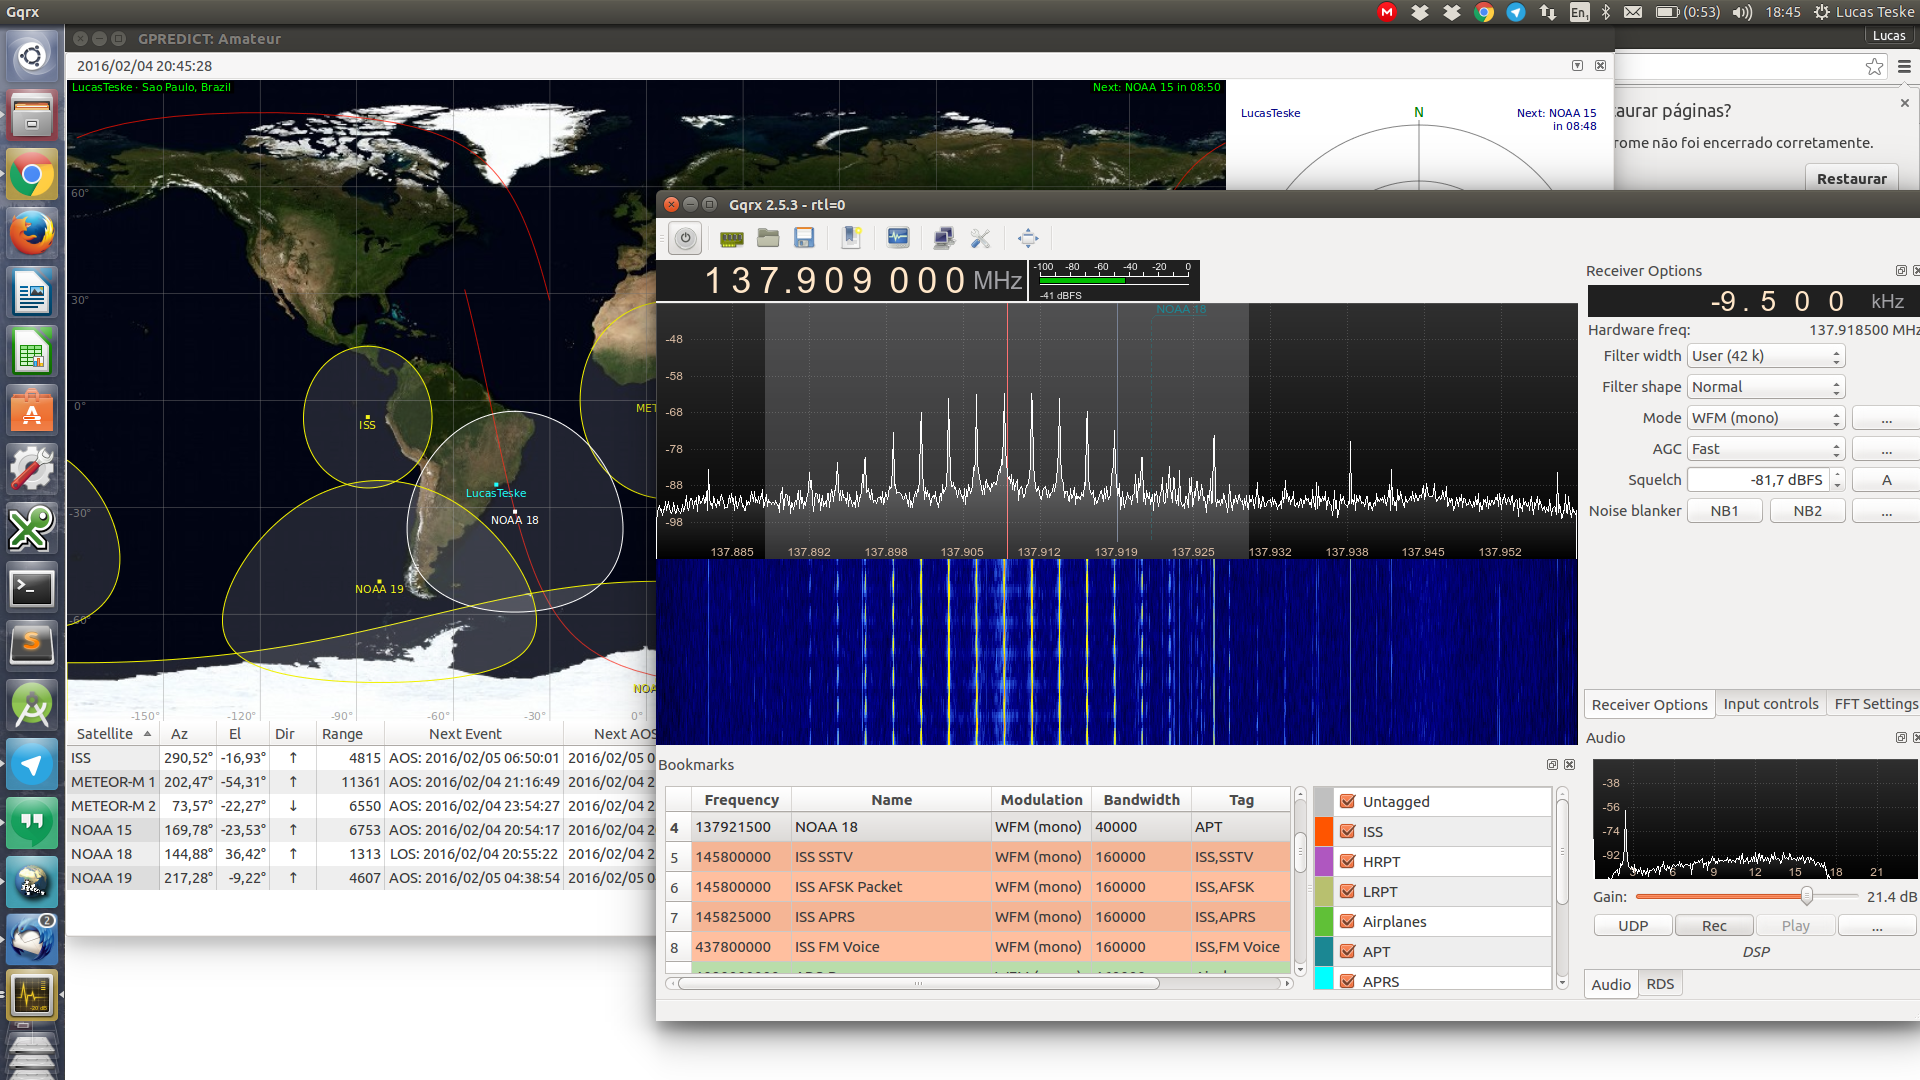 Gqrx
En1
(0:53)
18:45
Lucas Teske
Lucas
GPREDICT: Amateur
2016/02/04 20:45:28
LucasTeske · Sao Paulo, Brazil
Next: NOAA 15 in 08:50
60°
30°
0°
-30°
-60°
-150°
-120°
-90°
-60°
-30°
0°
ISS
MET
LucasTeske
NOAA 18
NOAA 19
NOA
LucasTeske
N
Next: NOAA 15
in 08:48
aurar páginas?
rome não foi encerrado corretamente.
Restaurar
Satellite Az El Dir Range Next Event Next AOS
ISS 290,52° -16,93° ↑ 4815 AOS: 2016/02/05 06:50:01 2016/02/05 0
METEOR-M 1 202,47° -54,31° ↑ 11361 AOS: 2016/02/04 21:16:49 2016/02/04 2
METEOR-M 2 73,57° -22,27° ↓ 6550 AOS: 2016/02/04 23:54:27 2016/02/04 2
NOAA 15 169,78° -23,53° ↑ 6753 AOS: 2016/02/04 20:54:17 2016/02/04 2
NOAA 18 144,88° 36,42° ↑ 1313 LOS: 2016/02/04 20:55:22 2016/02/04 2
NOAA 19 217,28° -9,22° ↑ 4607 AOS: 2016/02/05 04:38:54 2016/02/05 0
Gqrx 2.5.3 - rtl=0
137.909 000 MHz
-100 -80 -60 -40 -20 0
-41 dBFS
NOAA 18
-48
-58
-68
-78
-88
-98
137.885 137.892 137.898 137.905 137.912 137.919 137.925 137.932 137.938 137.945 137.952
Receiver Options
-9.500 kHz
Hardware freq: 137.918500 MHz
Filter width User (42 k)
Filter shape Normal
Mode WFM (mono) ...
AGC Fast ...
Squelch -81,7 dBFS A
Noise blanker NB1 NB2 ...
Receiver Options Input controls FFT Settings
Audio
-38
-56
-74
-92
3 6 9 12 15 18 21
Gain: 21.4 dB
UDP Rec Play ...
DSP
Audio RDS
Bookmarks
Frequency Name Modulation Bandwidth Tag
4 137921500 NOAA 18 WFM (mono) 40000 APT
5 145800000 ISS SSTV WFM (mono) 160000 ISS,SSTV
6 145800000 ISS AFSK Packet WFM (mono) 160000 ISS,AFSK
7 145825000 ISS APRS WFM (mono) 160000 ISS,APRS
8 437800000 ISS FM Voice WFM (mono) 160000 ISS,FM Voice
Untagged
ISS
HRPT
LRPT
Airplanes
APT
APRS
2